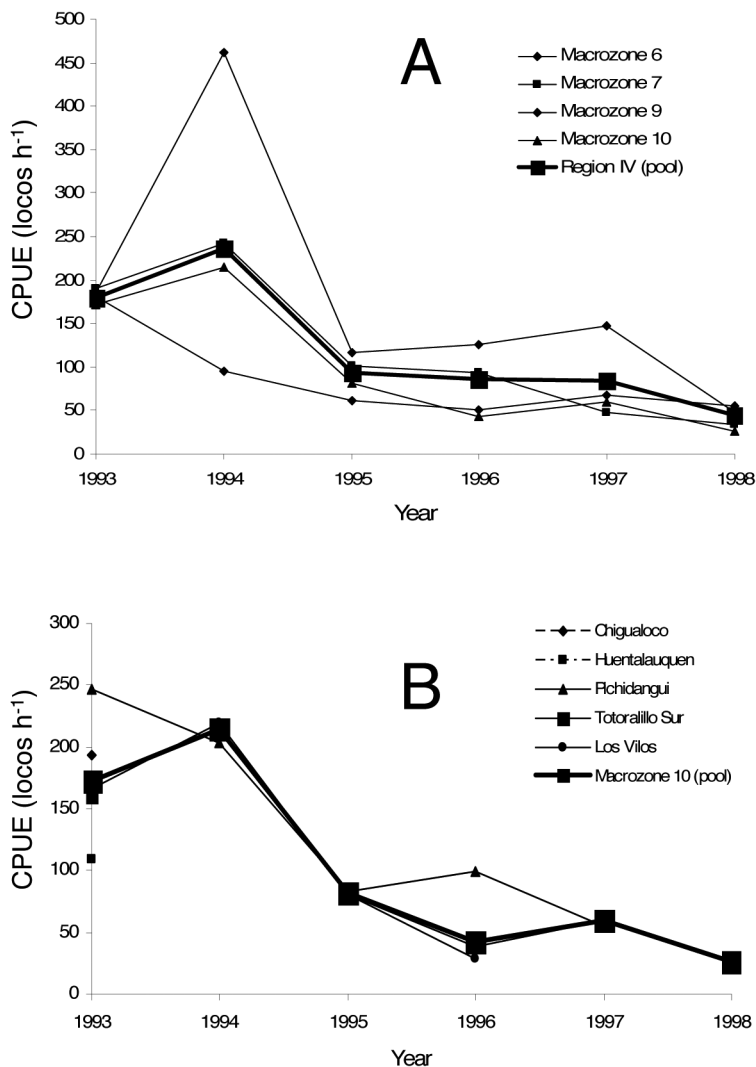 500
450
400
350
300
250
200
150
100
50
0
CPUE (locos h-1)
A
Macrozone 6
Macrozone 7
Macrozone 9
Macrozone 10
Region IV (pool)
1993 1994 1995 1996 1997 1998
Year
300
250
200
150
100
50
0
CPUE (locos h-1)
B
Chigualoco
Huentalauquen
Pichidangui
Totoralillo Sur
Los Vilos
Macrozone 10 (pool)
1993 1994 1995 1996 1997 1998
Year